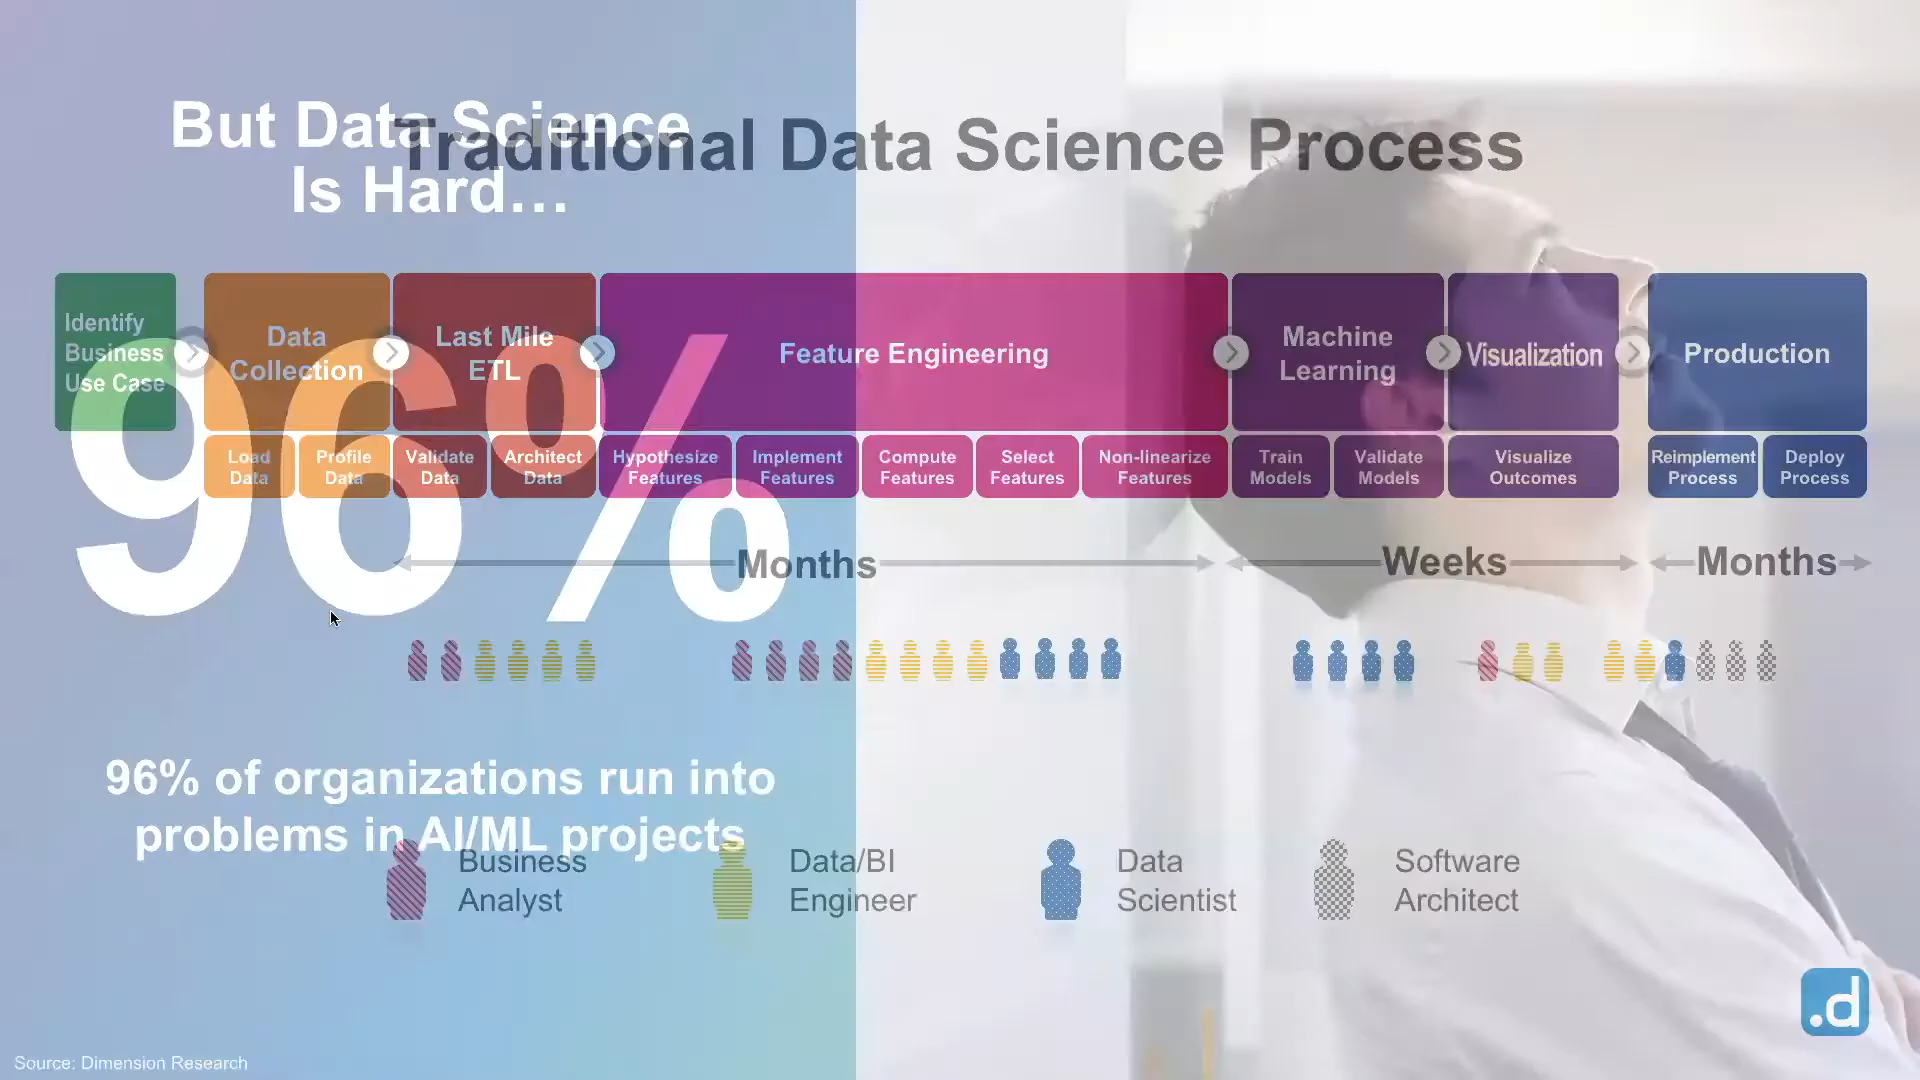 But Data Science
Is Hard...
Traditional Data Science Process
Identify
Business
Use Case
Data
Collection
Last Mile
ETL
Feature Engineering
Machine
Learning
Visualization
Production
Load
Data
Profile
Data
Validate
Data
Architect
Data
Hypothesize
Features
Implement
Features
Compute
Features
Select
Features
Non-linearize
Features
Train
Models
Validate
Models
Visualize
Outcomes
Reimplement
Process
Deploy
Process
96%
Months
Weeks
Months
96% of organizations run into
problems in AI/ML projects
Business
Analyst
Data/BI
Engineer
Data
Scientist
Software
Architect
.d
Source: Dimension Research